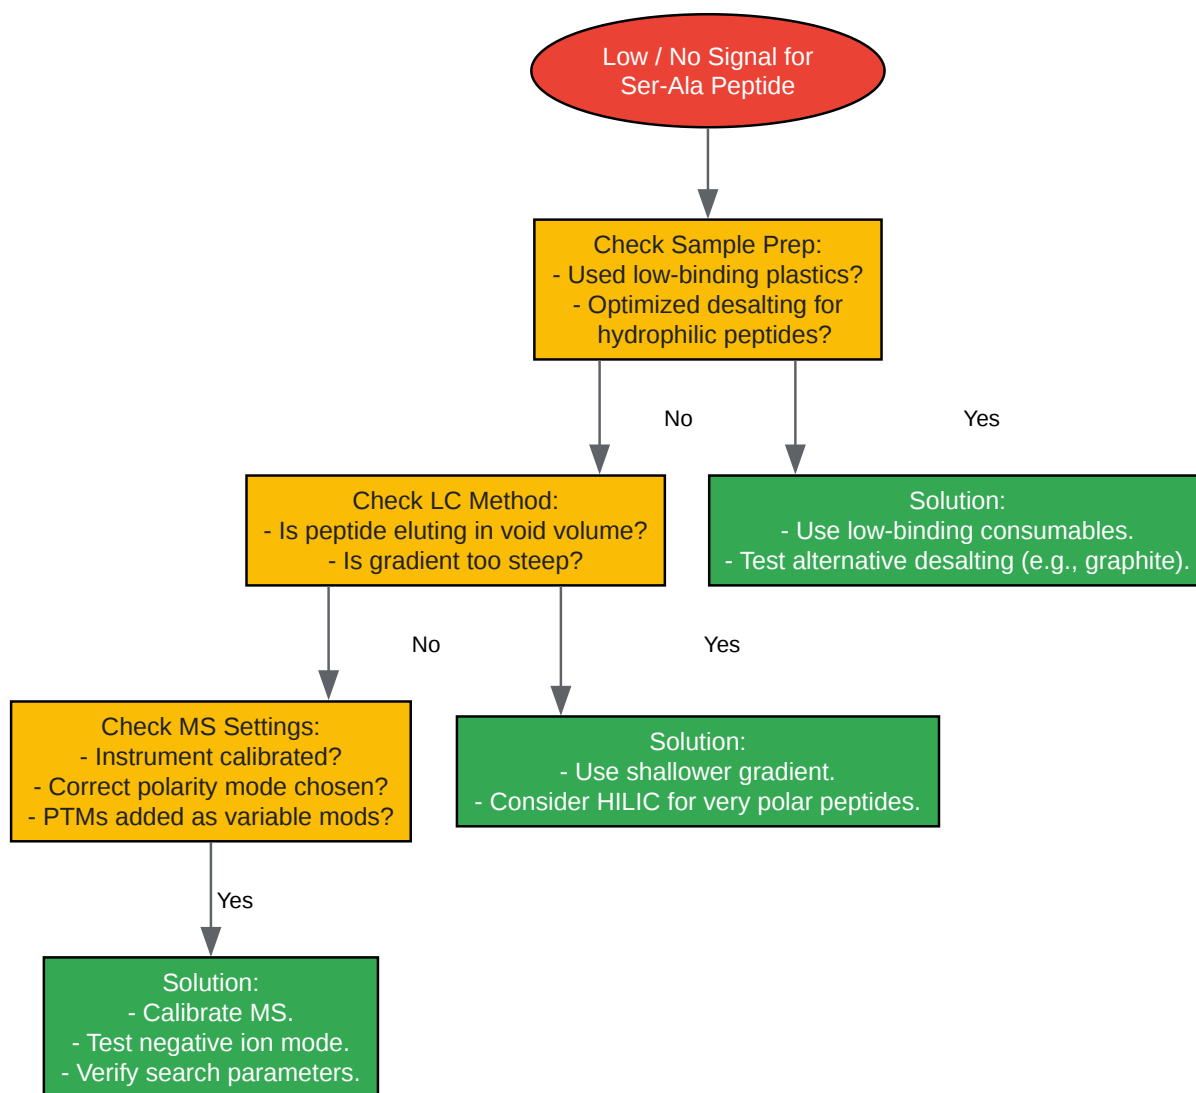 Low / No Signal for
Ser-Ala Peptide
Check Sample Prep:
- Used low-binding plastics?
- Optimized desalting for
hydrophilic peptides?
No
Yes
Check LC Method:
- Is peptide eluting in void volume?
- Is gradient too steep?
Solution:
- Use low-binding consumables.
- Test alternative desalting (e.g., graphite).
No
Yes
Check MS Settings:
- Instrument calibrated?
- Correct polarity mode chosen?
- PTMs added as variable mods?
Solution:
- Use shallower gradient.
- Consider HILIC for very polar peptides.
Yes
Solution:
- Calibrate MS.
- Test negative ion mode.
- Verify search parameters.